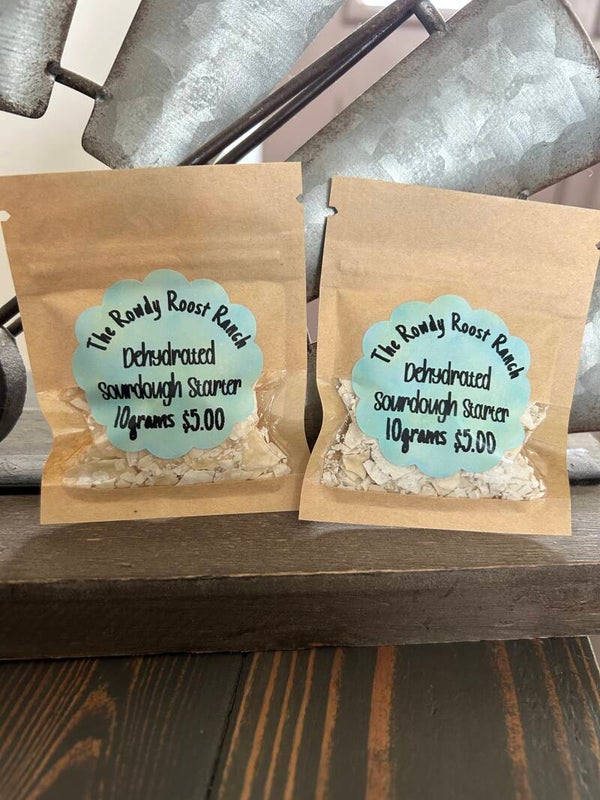 The Rowdy Roost Ranch
Dehydrated
Sourdough Starter
10grams $5.00
The Rowdy Roost Ranch
Dehydrated
Sourdough Starter
10grams $5.00